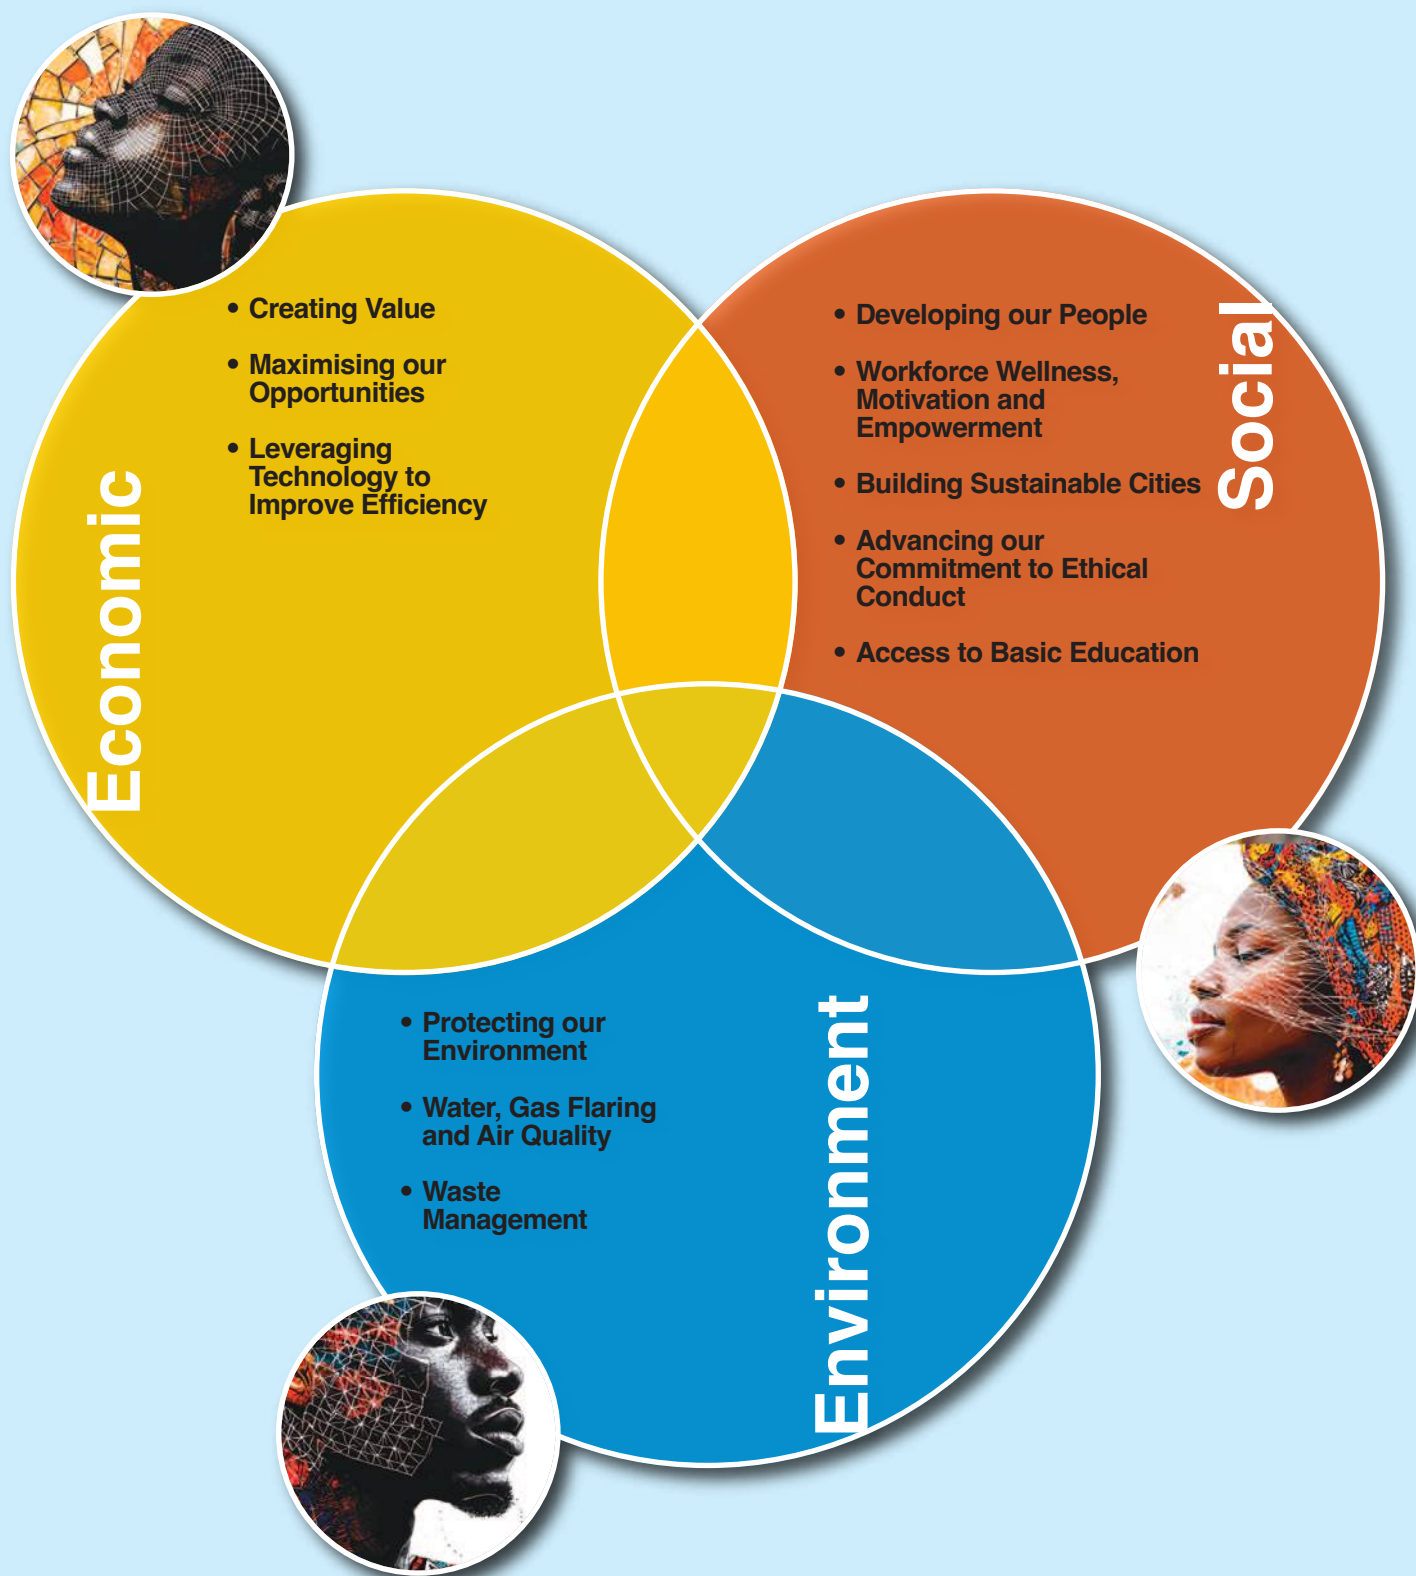 Economic
• Creating Value
• Maximising our
Opportunities
• Leveraging
Technology to
Improve Efficiency
Social
• Developing our People
• Workforce Wellness,
Motivation and
Empowerment
• Building Sustainable Cities
• Advancing our
Commitment to Ethical
Conduct
• Access to Basic Education
Environment
• Protecting our
Environment
• Water, Gas Flaring
and Air Quality
• Waste
Management